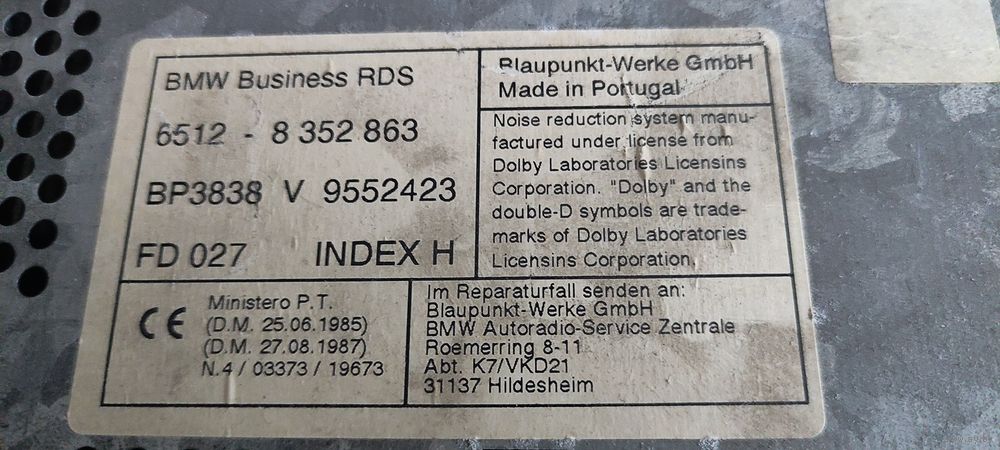 BMW Business RDS
6512 - 8 352 863
BP3838 V 9552423
FD 027 INDEX H
Blaupunkt-Werke GmbH
Made in Portugal
Noise reduction system manu-
factured under license from
Dolby Laboratories Licensins
Corporation. "Dolby" and the
double-D symbols are trade-
marks of Dolby Laboratories
Licensins Corporation.
CE
Ministero P.T.
(D.M. 25.06.1985)
(D.M. 27.08.1987)
N.4 / 03373 / 19673
Im Reparaturfall senden an:
Blaupunkt-Werke GmbH
BMW Autoradio-Service Zentrale
Roemerring 8-11
Abt. K7/VKD21
31137 Hildesheim